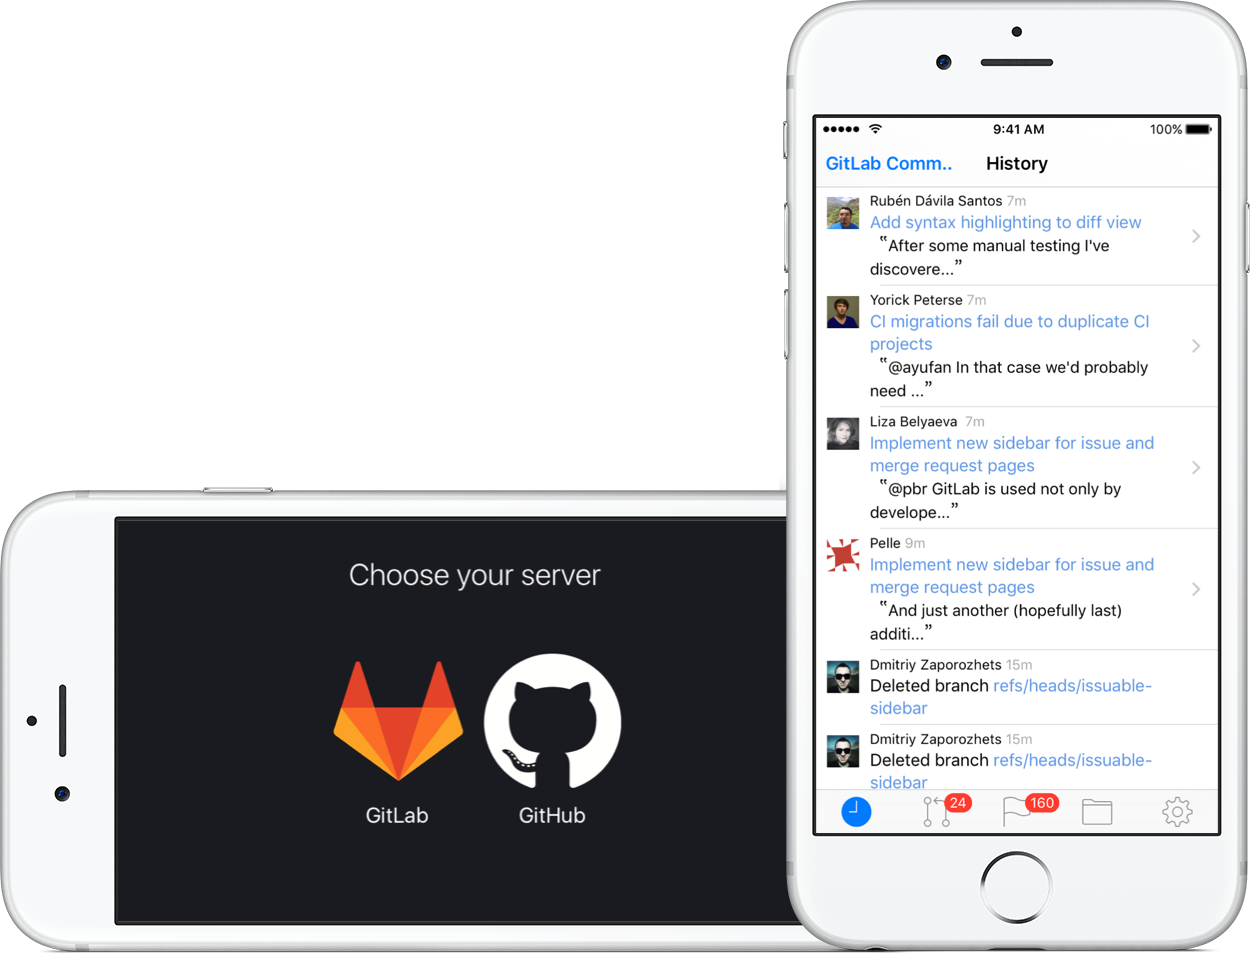 9:41 AM
100%
GitLab Comm..
History
Rubén Dávila Santos 7m
Add syntax highlighting to diff view
"After some manual testing I've
discovere..."
Yorick Peterse 7m
CI migrations fail due to duplicate CI
projects
"@ayufan In that case we'd probably
need ..."
Liza Belyaeva 7m
Implement new sidebar for issue and
merge request pages
"@pbr GitLab is used not only by
develope..."
Pelle 9m
Implement new sidebar for issue and
merge request pages
"And just another (hopefully last)
additi..."
Dmitriy Zaporozhets 15m
Deleted branch refs/heads/issuable-
sidebar
Dmitriy Zaporozhets 15m
Deleted branch refs/heads/issuable-
sidebar
24
160
Choose your server
GitLab
GitHub